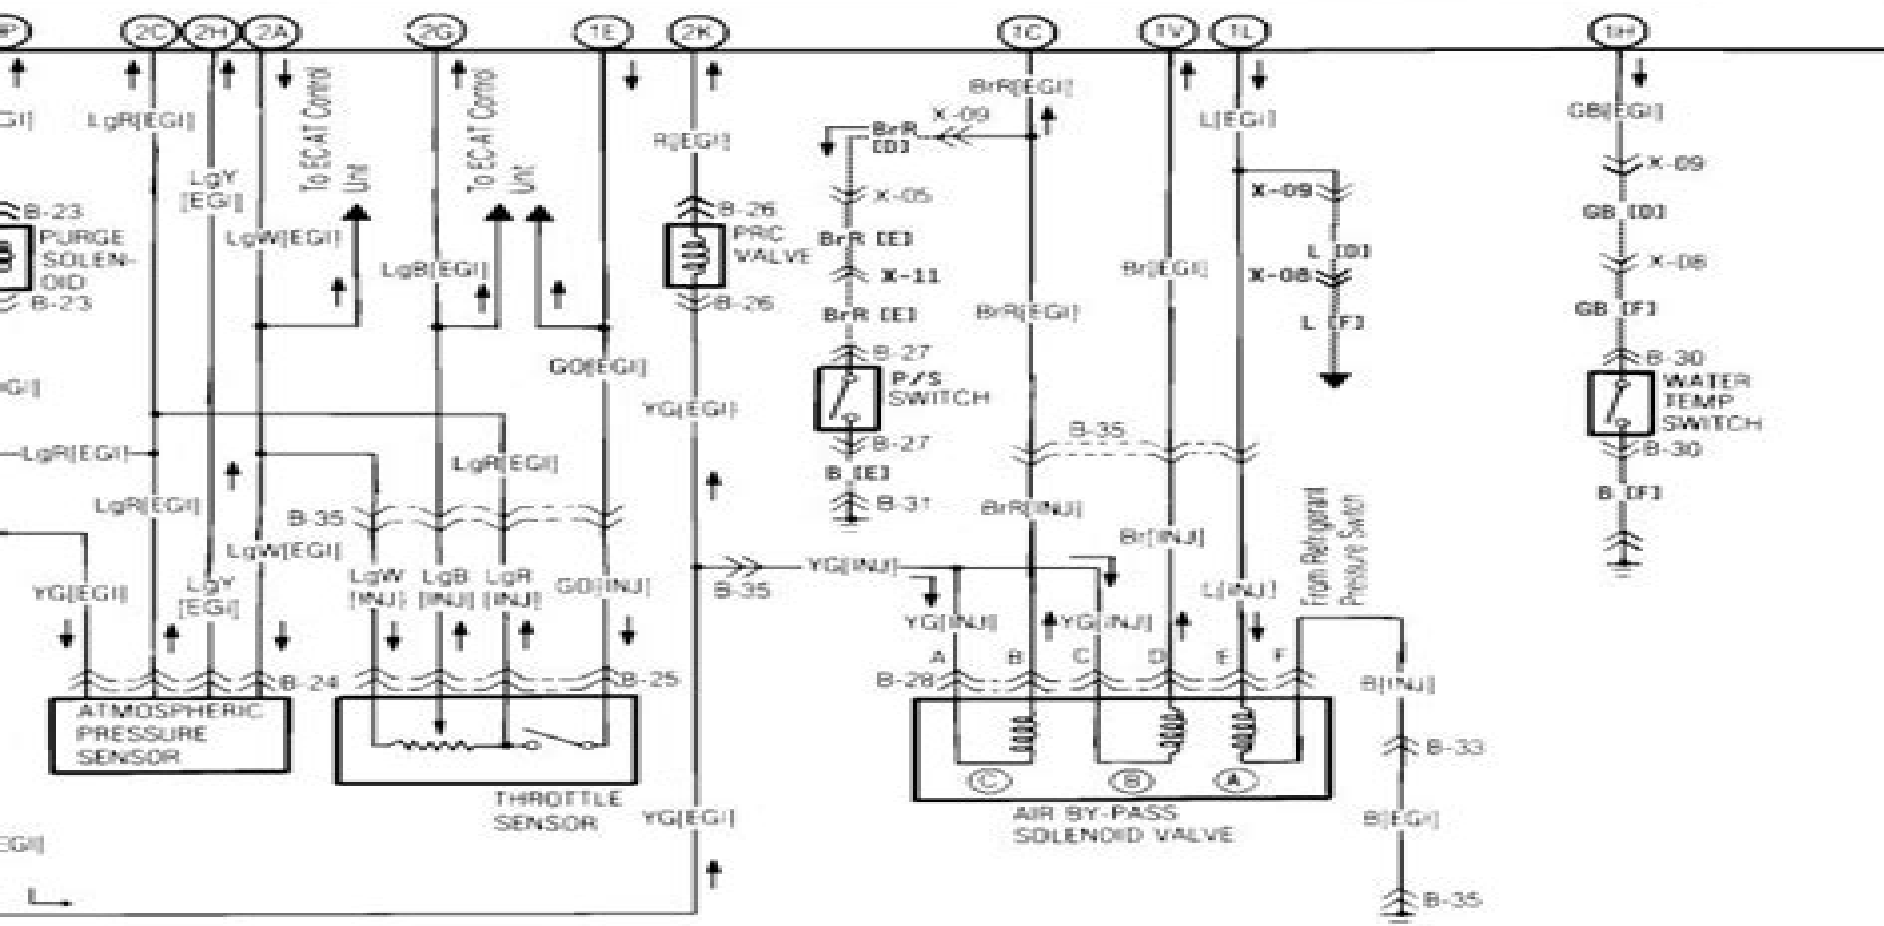 2C 2H 2A 2G 1E 2K 1C 1V 1L 1H
LgR[EGI]
LgY
[EGI]
LgW[EGI]
To EC-AT Control
Unit
LgB[EGI]
To EC-AT Control
Unit
R[EGI]
B-23
PURGE
SOLEN-
OID
B-23
B-26
PRC
VALVE
B-26
BrR[EGI]
X-09
BrR
[D]
X-05
BrR [E]
X-11
BrR [E]
BrR[EGI]
B-27
P/S
SWITCH
B-27
B [E]
B-31
L[EGI]
X-09
L [D]
X-08
L [F]
Br[EGI]
GB[EGI]
X-09
GB [D]
X-08
GB [F]
B-30
WATER
TEMP
SWITCH
B-30
B [F]
GO[EGI]
YG[EGI]
LgR[EGI]
LgR[EGI]
LgR[EGI]
B-35
B-35
BrR[INJ]
Br[INJ]
LgW[EGI]
YG[EGI]
LgY
[EGI]
LgW
[INJ]
LgB
[INJ]
LgR
[INJ]
GO[INJ]
YG[INJ]
B-35
L[INJ]
From Refrigerant
Pressure Switch
YG[INJ]
YG[INJ]
A B C D E F
B-24
B-25
B-28
B[INJ]
ATMOSPHERIC
PRESSURE
SENSOR
B-33
C B A
THROTTLE
SENSOR
YG[EGI]
AIR BY-PASS
SOLENOID VALVE
B[EGI]
B-35